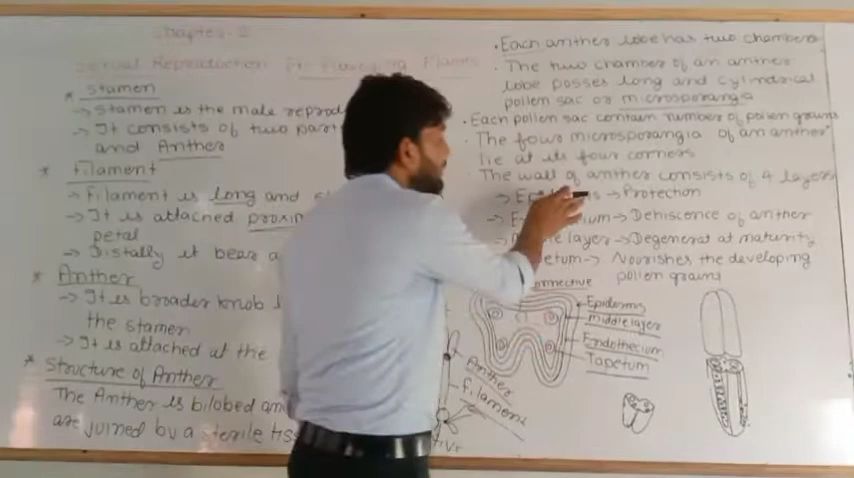 Chapter-2
Sexual Reproduction In Flowering Plants
* Stamen
→ Stamen is the male reprod
→ It consists of two part
and Anther
* Filament
→ Filament is long and
→ It is attached proxim
petal
→ Distally it bear a
* Anther
→ It is broader knob
the stamen
→ It is attached at the
* Structure of Anther
The Anther is bilobed an
are joined by a sterile tis
• Each anther lobe has two chambers
• The two chamber of an anther
lobe posses long and cylindrical
pollen sac or microsporangia
• Each pollen sac contain number of pollen grains
• The four microsporangia of an anther
lie at its four corners
• The wall of anther consists of 4 layers
→ Protection
→ Dehiscence of anther
layer → Degenerat at maturity
etum → Nourishes the developing
pollen grains
onnective
Epidermis
middle layer
Endothecium
Tapetum
Anther
filament